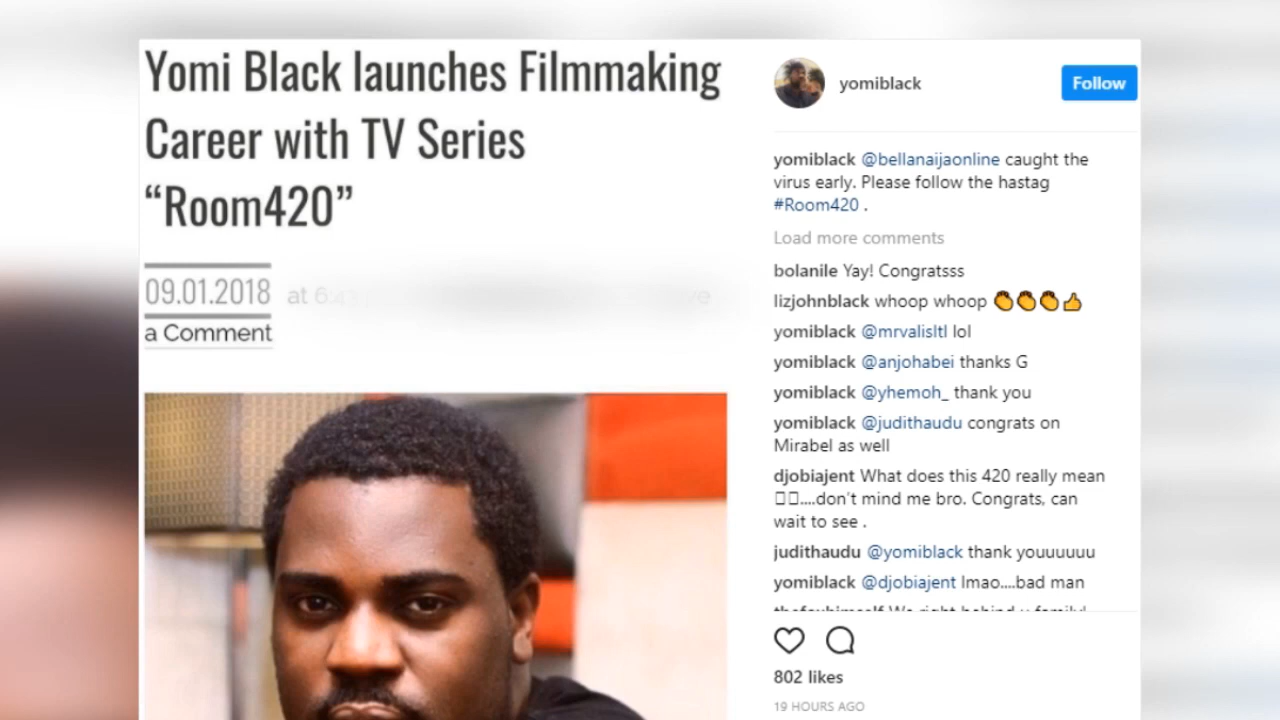 Yomi Black launches Filmmaking
Career with TV Series
“Room420”
09.01.2018 at
a Comment
yomiblack
Follow
yomiblack @bellanaijaonline caught the
virus early. Please follow the hastag
#Room420 .
Load more comments
bolanile Yay! Congratsss
lizjohnblack whoop whoop 👏👏👏👍
yomiblack @mrvalisltl lol
yomiblack @anjohabei thanks G
yomiblack @yhemoh_ thank you
yomiblack @judithaudu congrats on
Mirabel as well
djobiajent What does this 420 really mean
▯▯....don't mind me bro. Congrats, can
wait to see .
judithaudu @yomiblack thank youuuuuu
yomiblack @djobiajent lmao....bad man
802 likes
19 HOURS AGO